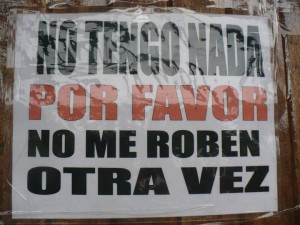 NO TENGO NADA
POR FAVOR
NO ME ROBEN
OTRA VEZ